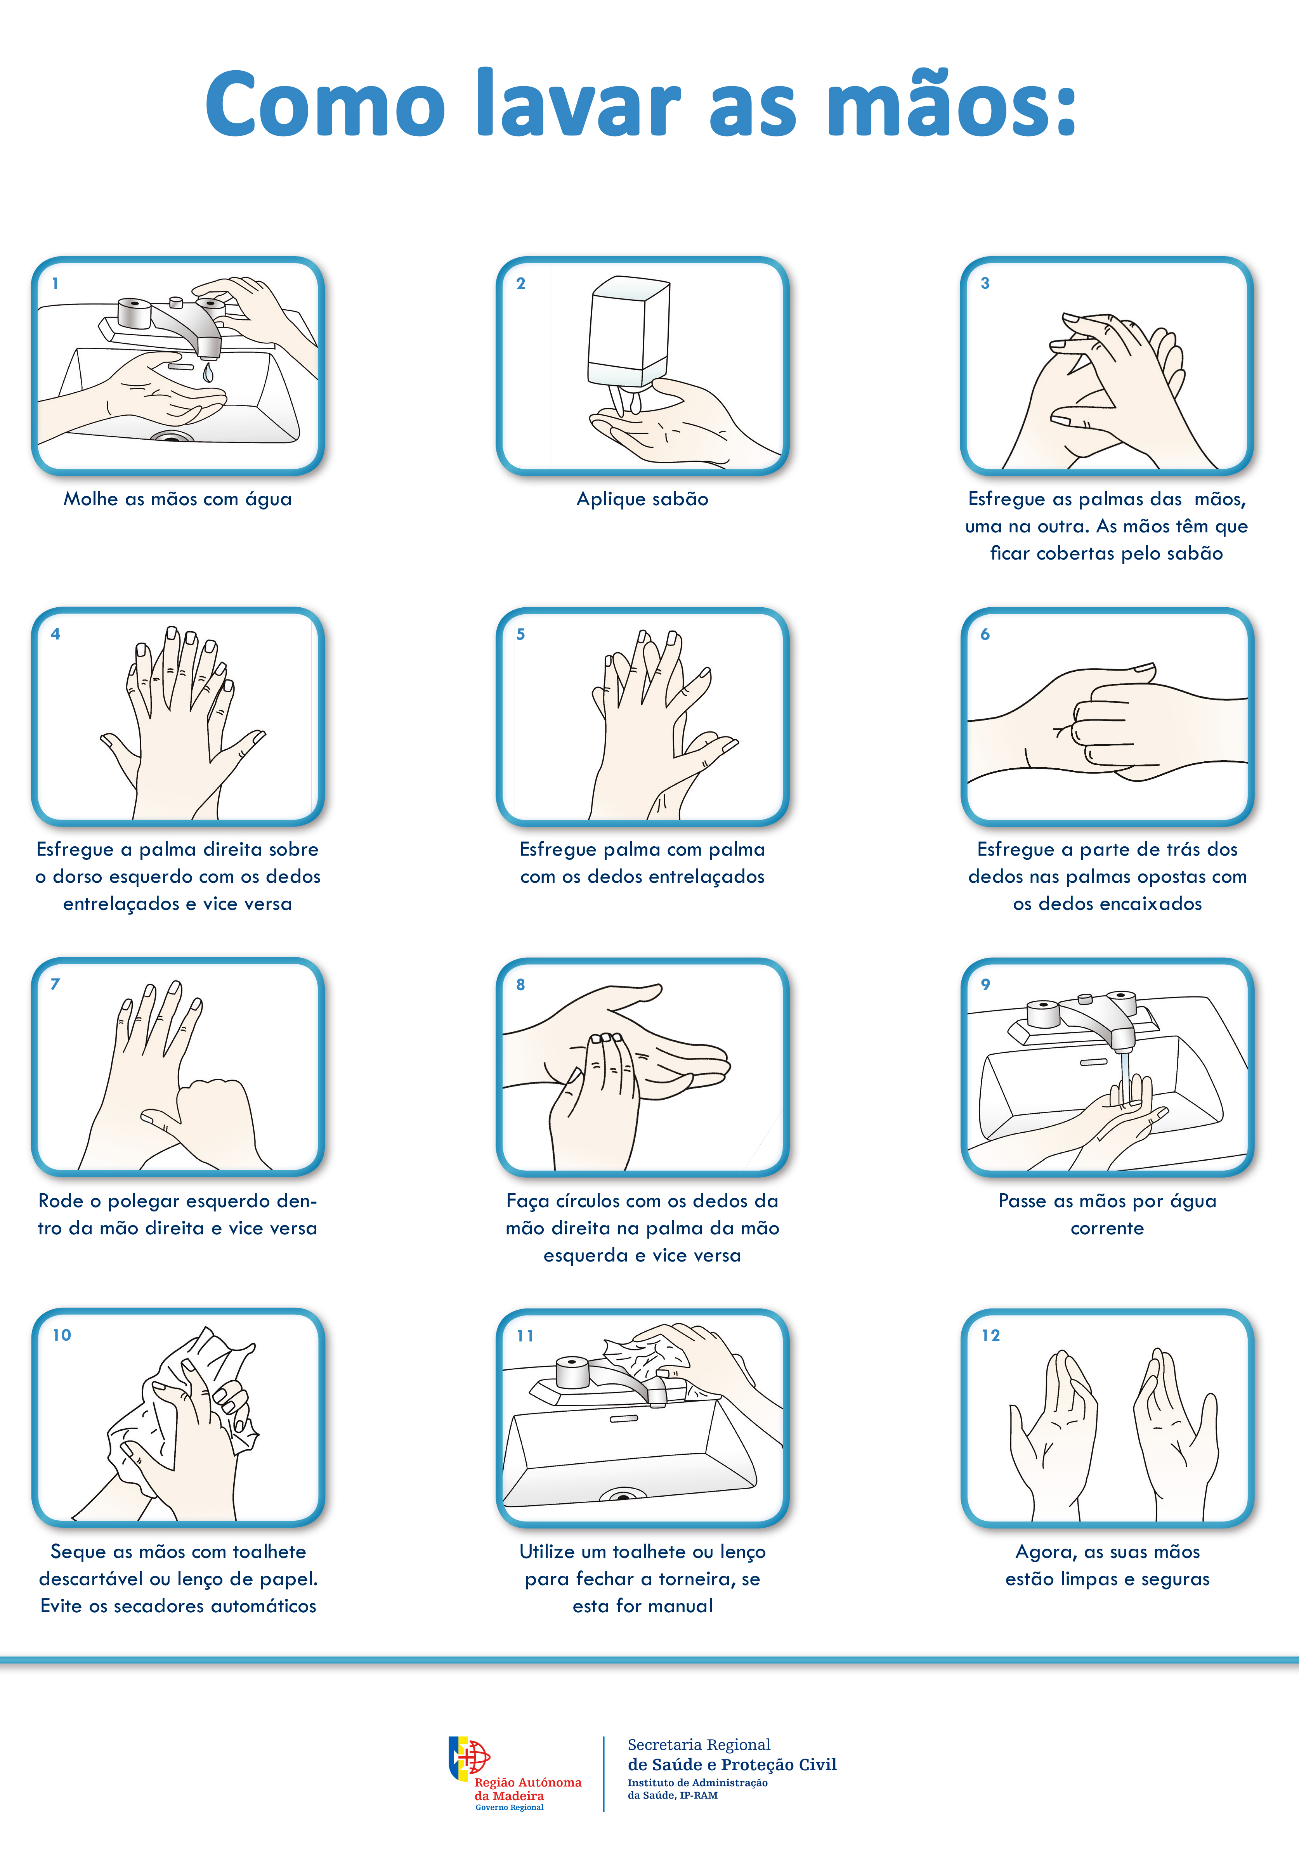 Como lavar as mãos:
1
Molhe as mãos com água
2
Aplique sabão
3
Esfregue as palmas das mãos,
uma na outra. As mãos têm que
ficar cobertas pelo sabão
4
Esfregue a palma direita sobre
o dorso esquerdo com os dedos
entrelaçados e vice versa
5
Esfregue palma com palma
com os dedos entrelaçados
6
Esfregue a parte de trás dos
dedos nas palmas opostas com
os dedos encaixados
7
Rode o polegar esquerdo den-
tro da mão direita e vice versa
8
Faça círculos com os dedos da
mão direita na palma da mão
esquerda e vice versa
9
Passe as mãos por água
corrente
10
Seque as mãos com toalhete
descartável ou lenço de papel.
Evite os secadores automáticos
11
Utilize um toalhete ou lenço
para fechar a torneira, se
esta for manual
12
Agora, as suas mãos
estão limpas e seguras
Região Autónoma
da Madeira
Governo Regional
Secretaria Regional
de Saúde e Proteção Civil
Instituto de Administração
da Saúde, IP-RAM